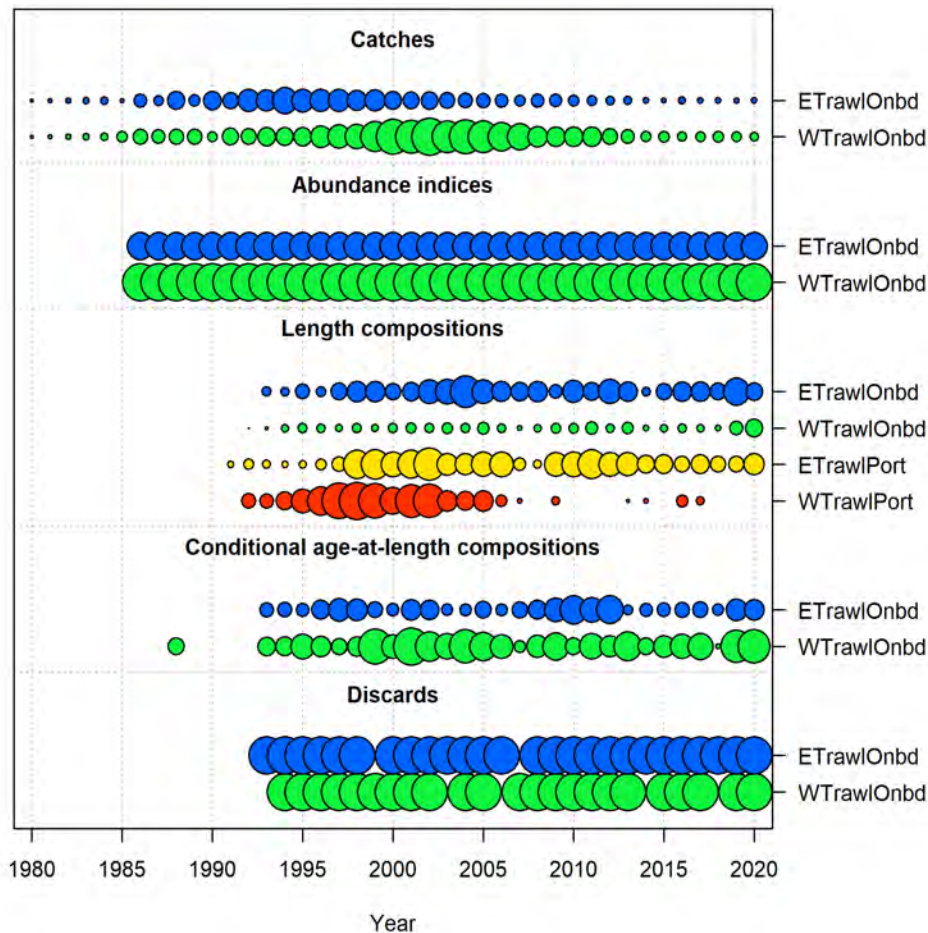 Catches
ETrawlOnbd
WTrawlOnbd
Abundance indices
ETrawlOnbd
WTrawlOnbd
Length compositions
ETrawlOnbd
WTrawlOnbd
ETrawlPort
WTrawlPort
Conditional age-at-length compositions
ETrawlOnbd
WTrawlOnbd
Discards
ETrawlOnbd
WTrawlOnbd
1980 1985 1990 1995 2000 2005 2010 2015 2020
Year